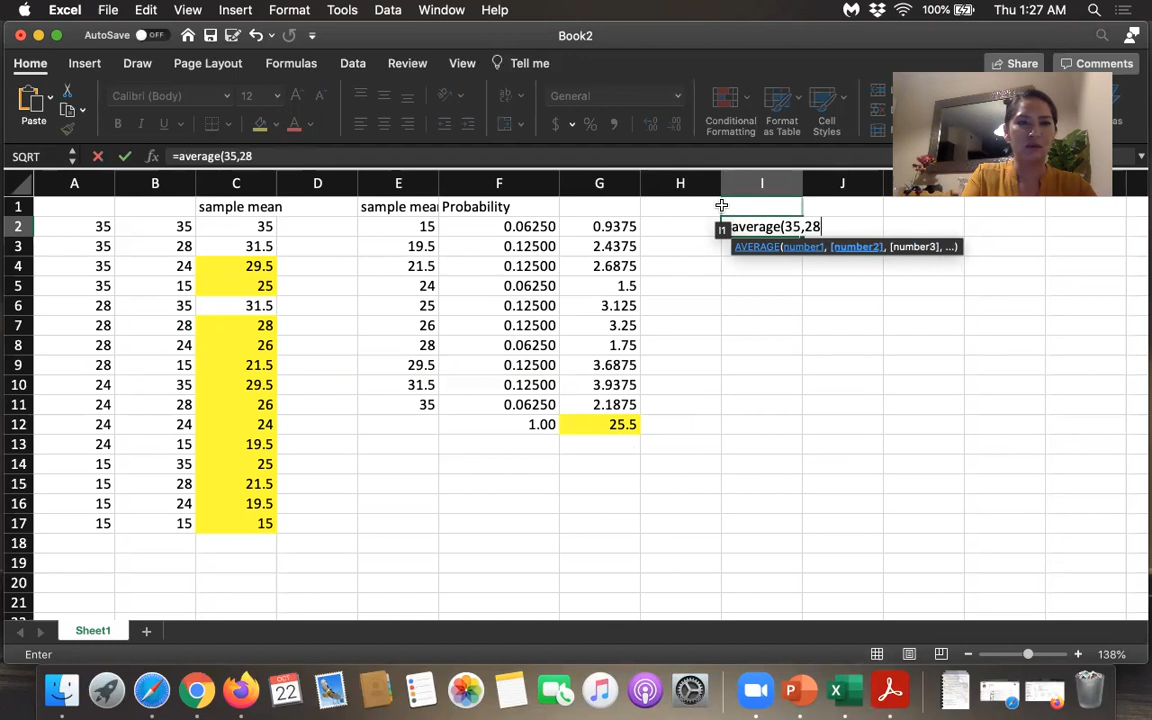 Excel File Edit View Insert Format Tools Data Window Help 100% Thu 1:27 AM
AutoSave OFF Book2
Home Insert Draw Page Layout Formulas Data Review View Tell me Share Comments
Paste Calibri (Body) 12 A A ab General Conditional Formatting Format as Table Cell Styles
B I U A $ %
SQRT fx =average(35,28
A B C D E F G H I J
1 sample mean sample mean Probability
2 35 35 35 15 0.06250 0.9375 I1 average(35,28
3 35 28 31.5 19.5 0.12500 2.4375 AVERAGE(number1, [number2], [number3], ...)
4 35 24 29.5 21.5 0.12500 2.6875
5 35 15 25 24 0.06250 1.5
6 28 35 31.5 25 0.12500 3.125
7 28 28 28 26 0.12500 3.25
8 28 24 26 28 0.06250 1.75
9 28 15 21.5 29.5 0.12500 3.6875
10 24 35 29.5 31.5 0.12500 3.9375
11 24 28 26 35 0.06250 2.1875
12 24 24 24 1.00 25.5
13 24 15 19.5
14 15 35 25
15 15 28 21.5
16 15 24 19.5
17 15 15 15
18
19
20
21
Sheet1
Enter 138%
OCT 22